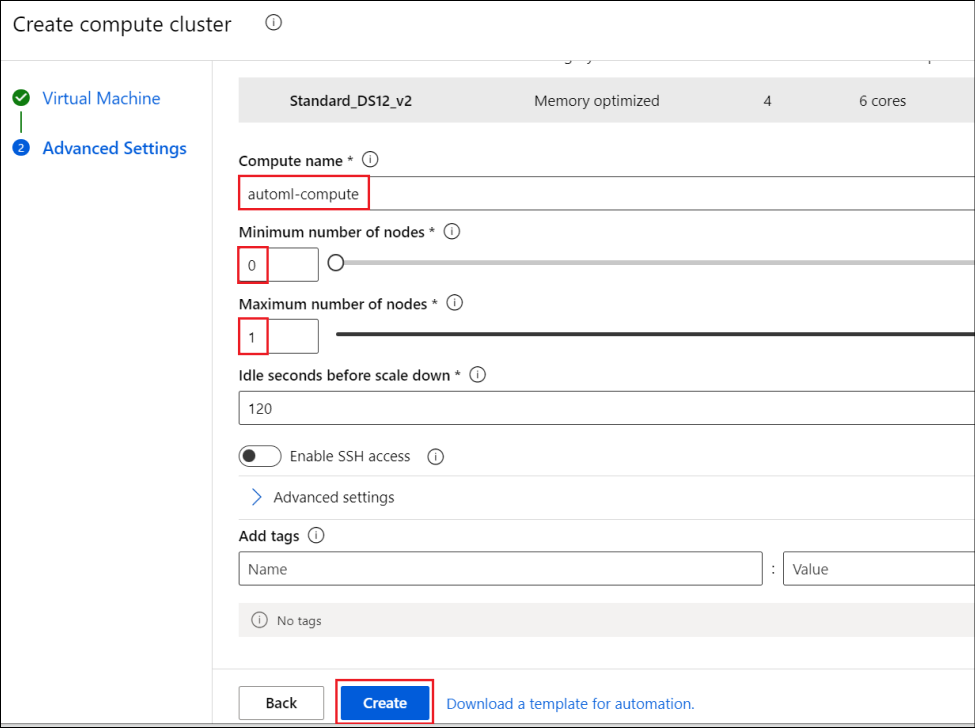 Create compute cluster
Virtual Machine
2 Advanced Settings
Standard_DS12_v2 Memory optimized 4 6 cores
Compute name *
automl-compute
Minimum number of nodes *
0
Maximum number of nodes *
1
Idle seconds before scale down *
120
Enable SSH access
Advanced settings
Add tags
Name : Value
No tags
Back Create Download a template for automation.